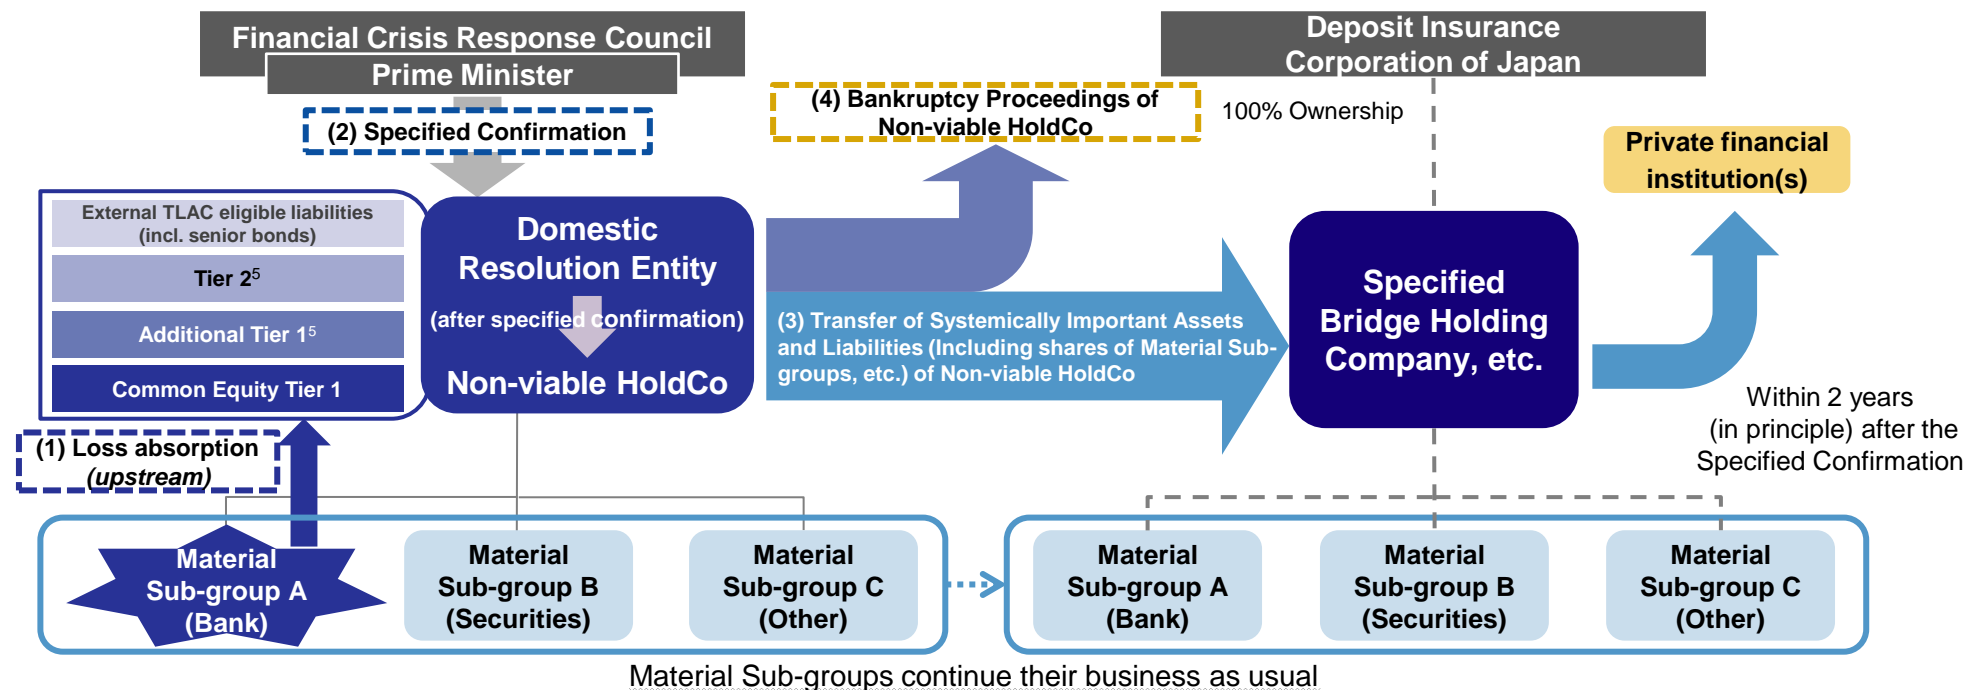 Financial Crisis Response Council
Prime Minister
(2) Specified Confirmation
Deposit Insurance
Corporation of Japan
(4) Bankruptcy Proceedings of
Non-viable HoldCo
100% Ownership
Private financial
institution(s)
External TLAC eligible liabilities
(incl. senior bonds)
Tier 2⁵
Additional Tier 1⁵
Common Equity Tier 1
Domestic
Resolution Entity
(after specified confirmation)
Non-viable HoldCo
(3) Transfer of Systemically Important Assets
and Liabilities (Including shares of Material Sub-
groups, etc.) of Non-viable HoldCo
Specified
Bridge Holding
Company, etc.
Within 2 years
(in principle) after the
Specified Confirmation
(1) Loss absorption
(upstream)
Material
Sub-group A
(Bank)
Material
Sub-group B
(Securities)
Material
Sub-group C
(Other)
Material
Sub-group A
(Bank)
Material
Sub-group B
(Securities)
Material
Sub-group C
(Other)
Material Sub-groups continue their business as usual